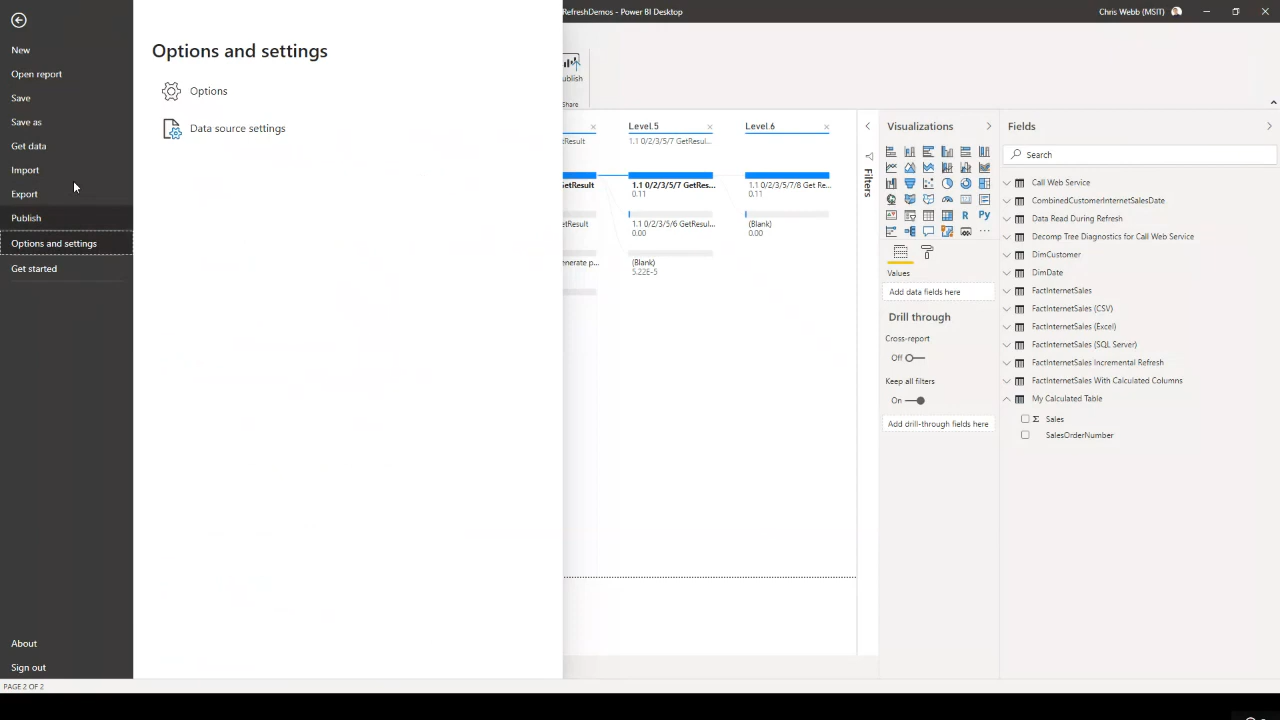 RefreshDemos - Power BI Desktop
Chris Webb (MSIT)
New
Open report
Save
Save as
Get data
Import
Export
Publish
Options and settings
Get started
About
Sign out
Options and settings
Options
Data source settings
ublish
Share
Level.5
Level.6
tResult
1.1 0/2/3/5/7 GetResul...
GetResult
1.1 0/2/3/5/7 GetRes...
0.11
1.1 0/2/3/5/7/8 Get Re...
0.11
etResult
1.1 0/2/3/5/6 GetResul...
0.00
(Blank)
0.00
enerate p...
(Blank)
5.22E-5
Filters
Visualizations
R
Py
Values
Add data fields here
Drill through
Cross-report
Off
Keep all filters
On
Add drill-through fields here
Fields
Search
Call Web Service
CombinedCustomerInternetSalesDate
Data Read During Refresh
Decomp Tree Diagnostics for Call Web Service
DimCustomer
DimDate
FactInternetSales
FactInternetSales (CSV)
FactInternetSales (Excel)
FactInternetSales (SQL Server)
FactInternetSales Incremental Refresh
FactInternetSales With Calculated Columns
My Calculated Table
Σ Sales
SalesOrderNumber
PAGE 2 OF 2